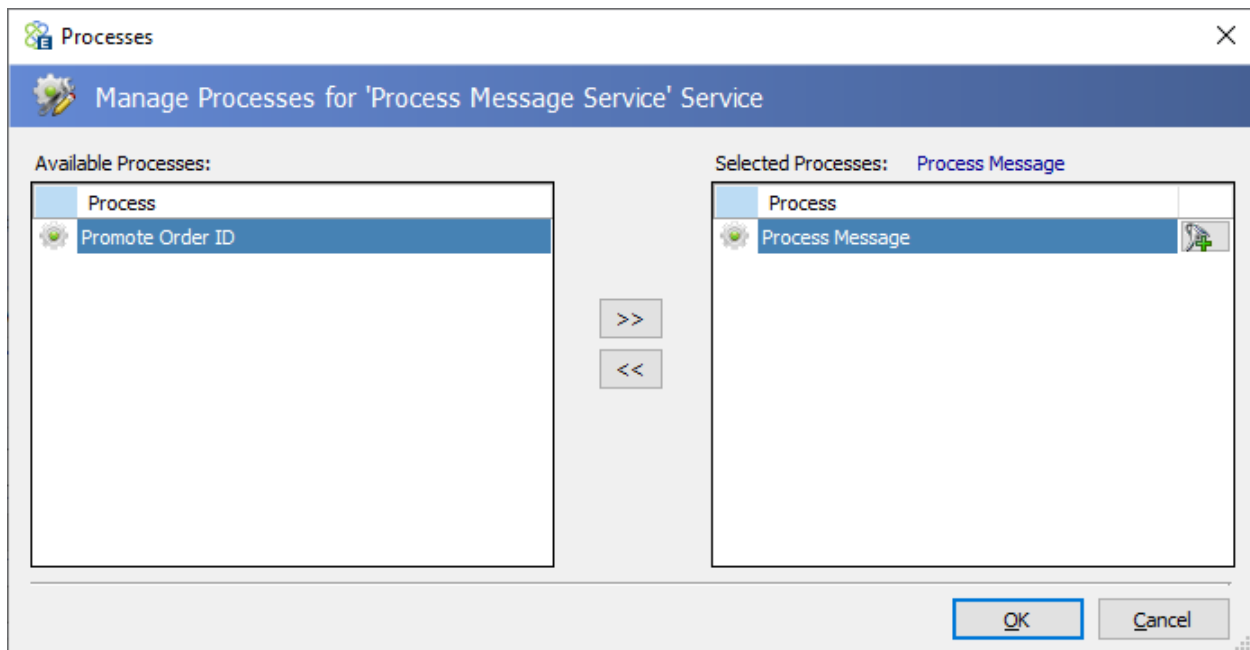 Processes
Manage Processes for 'Process Message Service' Service
Available Processes:
Process
Promote Order ID
>>
<<
Selected Processes: Process Message
Process
Process Message
OK
Cancel